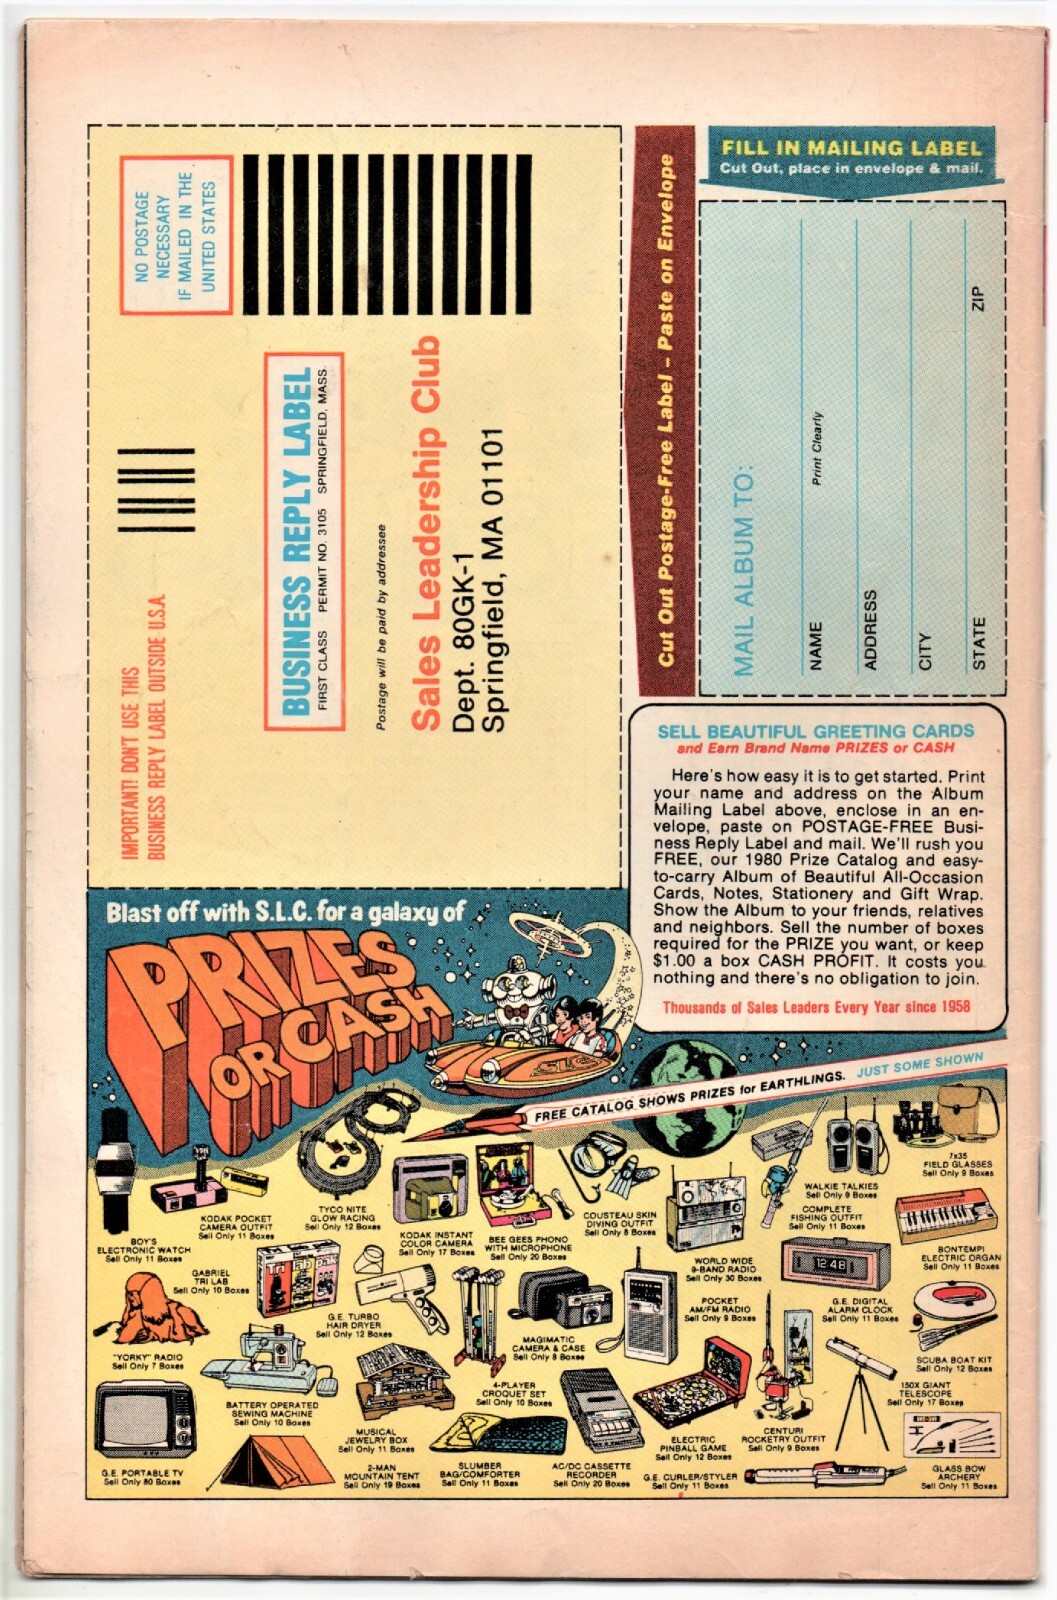 NO POSTAGE
NECESSARY
IF MAILED IN THE
UNITED STATES
IMPORTANT! DON'T USE THIS
BUSINESS REPLY LABEL OUTSIDE U.S.A.
BUSINESS REPLY LABEL
FIRST CLASS PERMIT NO. 3105 SPRINGFIELD, MASS.
Postage will be paid by addressee
Sales Leadership Club
Dept. 80GK-1
Springfield, MA 01101
Cut Out Postage-Free Label - Paste on Envelope
FILL IN MAILING LABEL
Cut Out, place in envelope & mail.
MAIL ALBUM TO:
NAME
Print Clearly
ADDRESS
CITY
STATE
ZIP
SELL BEAUTIFUL GREETING CARDS
and Earn Brand Name PRIZES or CASH
Here's how easy it is to get started. Print
your name and address on the Album
Mailing Label above, enclose in an en-
velope, paste on POSTAGE-FREE Busi-
ness Reply Label and mail. We'll rush you
FREE, our 1980 Prize Catalog and easy-
to-carry Album of Beautiful All-Occasion
Cards, Notes, Stationery and Gift Wrap.
Show the Album to your friends, relatives
and neighbors. Sell the number of boxes
required for the PRIZE you want, or keep
$1.00 a box CASH PROFIT. It costs you
nothing and there's no obligation to join.
Thousands of Sales Leaders Every Year since 1958
Blast off with S.L.C. for a galaxy of
PRIZES
OR CASH
SLC
FREE CATALOG SHOWS PRIZES for EARTHLINGS. JUST SOME SHOWN
BOY'S
ELECTRONIC WATCH
Sell Only 11 Boxes
KODAK POCKET
CAMERA OUTFIT
Sell Only 11 Boxes
TYCO NITE
GLOW RACING
Sell Only 12 Boxes
KODAK INSTANT
COLOR CAMERA
Sell Only 17 Boxes
BEE GEES PHONO
WITH MICROPHONE
Sell Only 20 Boxes
COUSTEAU SKIN
DIVING OUTFIT
Sell Only 8 Boxes
WORLD WIDE
9-BAND RADIO
Sell Only 30 Boxes
COMPLETE
FISHING OUTFIT
Sell Only 11 Boxes
WALKIE TALKIES
Sell Only 9 Boxes
7x35
FIELD GLASSES
Sell Only 9 Boxes
BONTEMPI
ELECTRIC ORGAN
Sell Only 11 Boxes
GABRIEL
TRI LAB
Sell Only 10 Boxes
Tri lab pak
G.E. TURBO
HAIR DRYER
Sell Only 12 Boxes
MAGIMATIC
CAMERA & CASE
Sell Only 8 Boxes
POCKET
AM/FM RADIO
Sell Only 9 Boxes
12:48
G.E. DIGITAL
ALARM CLOCK
Sell Only 11 Boxes
SCUBA BOAT KIT
Sell Only 12 Boxes
"YORKY" RADIO
Sell Only 7 Boxes
BATTERY OPERATED
SEWING MACHINE
Sell Only 10 Boxes
MUSICAL
JEWELRY BOX
Sell Only 11 Boxes
4-PLAYER
CROQUET SET
Sell Only 10 Boxes
ELECTRIC
PINBALL GAME
Sell Only 12 Boxes
CENTURI
ROCKETRY OUTFIT
Sell Only 9 Boxes
150X GIANT
TELESCOPE
Sell Only 17 Boxes
G.E. PORTABLE TV
Sell Only 80 Boxes
2-MAN
MOUNTAIN TENT
Sell Only 19 Boxes
SLUMBER
BAG/COMFORTER
Sell Only 11 Boxes
AC/DC CASSETTE
RECORDER
Sell Only 20 Boxes
G.E. CURLER/STYLER
Sell Only 11 Boxes
GLASS BOW
ARCHERY
Sell Only 11 Boxes